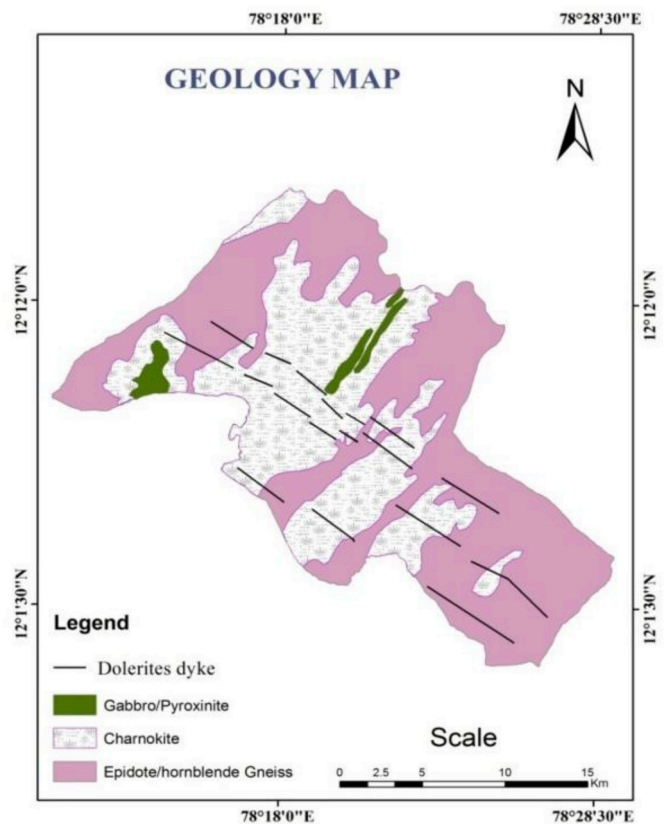 78°18'0"E 78°28'30"E
GEOLOGY MAP
N
12°12'0"N 12°12'0"N
12°1'30"N 12°1'30"N
Legend
Dolerites dyke
Gabbro/Pyroxinite
Charnokite
Epidote/hornblende Gneiss
Scale
0 2.5 5 10 15
Km
78°18'0"E 78°28'30"E